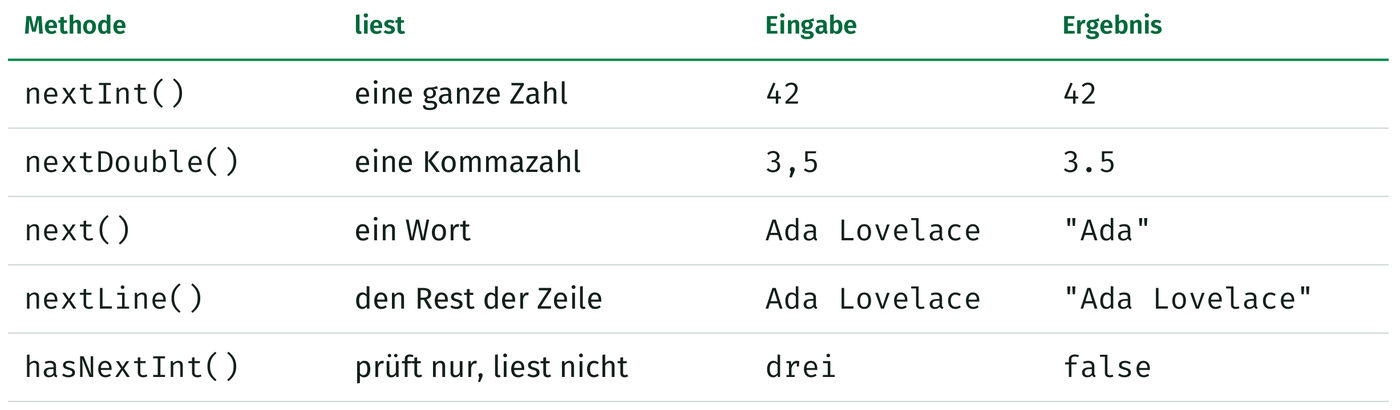 Methode liest Eingabe Ergebnis
nextInt() eine ganze Zahl 42 42
nextDouble() eine Kommazahl 3,5 3.5
next() ein Wort Ada Lovelace "Ada"
nextLine() den Rest der Zeile Ada Lovelace "Ada Lovelace"
hasNextInt() prüft nur, liest nicht drei false